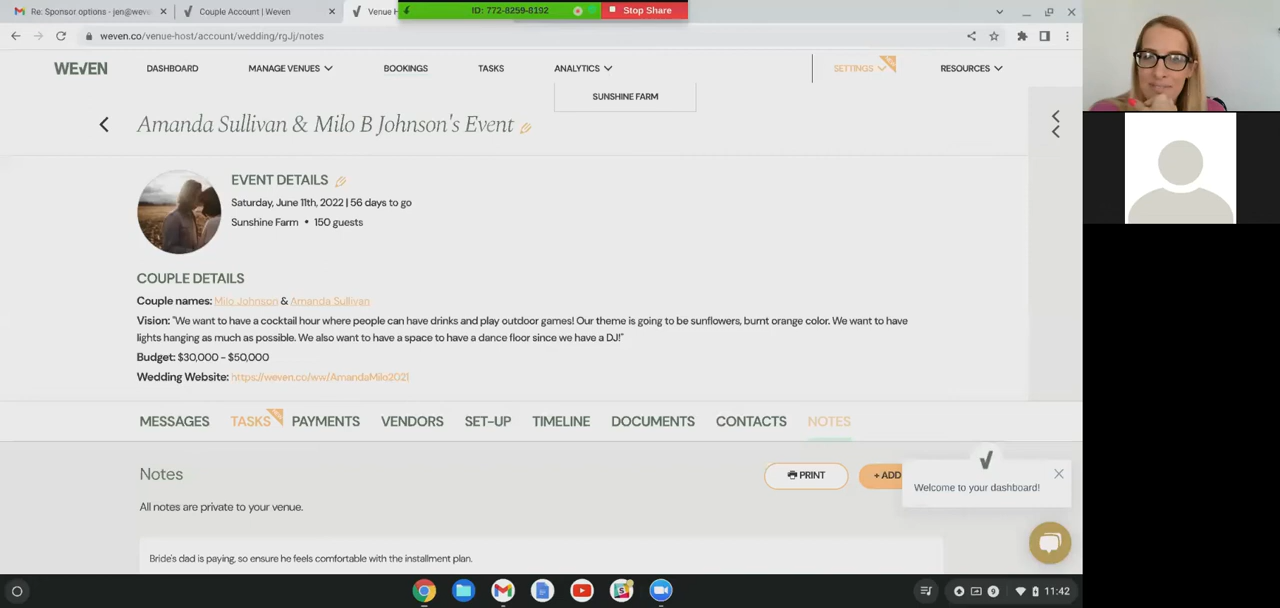 Re: Sponsor options - jen@weve
Couple Account | Weven
Venue H
ID: 772-8259-8192
Stop Share
weven.co/venue-host/account/wedding/rgJj/notes
WEVEN
DASHBOARD
MANAGE VENUES
BOOKINGS
TASKS
ANALYTICS
SETTINGS
RESOURCES
SUNSHINE FARM
Amanda Sullivan & Milo B Johnson's Event
EVENT DETAILS
Saturday, June 11th, 2022 | 56 days to go
Sunshine Farm • 150 guests
COUPLE DETAILS
Couple names: Milo Johnson & Amanda Sullivan
Vision: "We want to have a cocktail hour where people can have drinks and play outdoor games! Our theme is going to be sunflowers, burnt orange color. We want to have
lights hanging as much as possible. We also want to have a space to have a dance floor since we have a DJ!"
Budget: $30,000 - $50,000
Wedding Website: https://weven.co/ww/AmandaMilo2021
MESSAGES
TASKS
PAYMENTS
VENDORS
SET-UP
TIMELINE
DOCUMENTS
CONTACTS
NOTES
Notes
PRINT
+ ADD
Welcome to your dashboard!
All notes are private to your venue.
Bride's dad is paying, so ensure he feels comfortable with the installment plan.
9
11:42